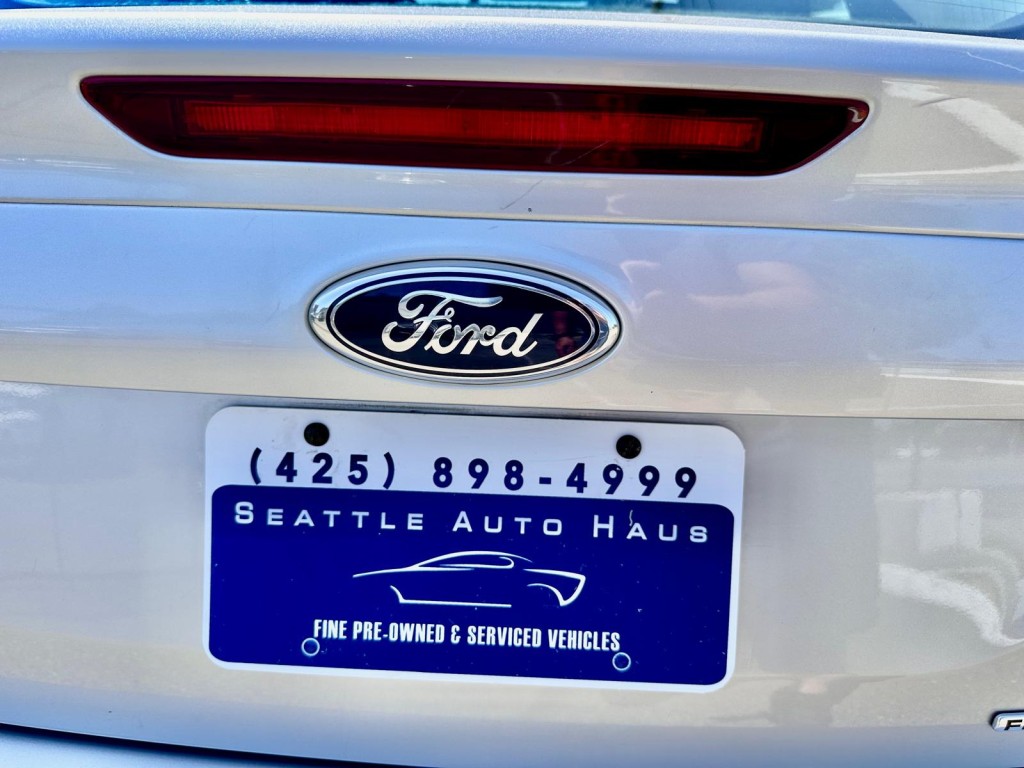 Ford
(425) 898-4999
SEATTLE AUTO HAUS
FINE PRE-OWNED & SERVICED VEHICLES